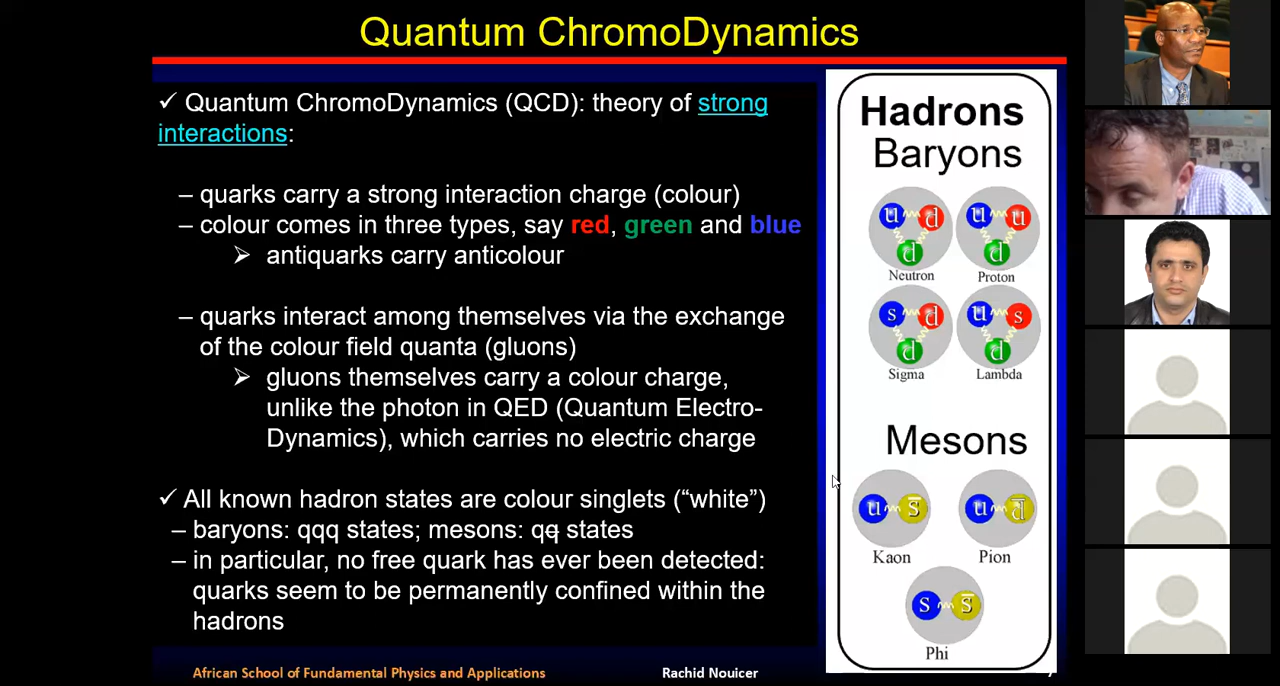 Quantum ChromoDynamics
✓ Quantum ChromoDynamics (QCD): theory of strong
interactions:
– quarks carry a strong interaction charge (colour)
– colour comes in three types, say red, green and blue
➢ antiquarks carry anticolour
– quarks interact among themselves via the exchange
of the colour field quanta (gluons)
➢ gluons themselves carry a colour charge,
unlike the photon in QED (Quantum Electro-
Dynamics), which carries no electric charge
✓ All known hadron states are colour singlets (“white”)
– baryons: qqq states; mesons: qq̵ states
– in particular, no free quark has ever been detected:
quarks seem to be permanently confined within the
hadrons
Hadrons
Baryons
u d d
Neutron
u u d
Proton
s d d
Sigma
u s d
Lambda
Mesons
u s̅
Kaon
u d̅
Pion
s s̅
Phi
African School of Fundamental Physics and Applications
Rachid Nouicer